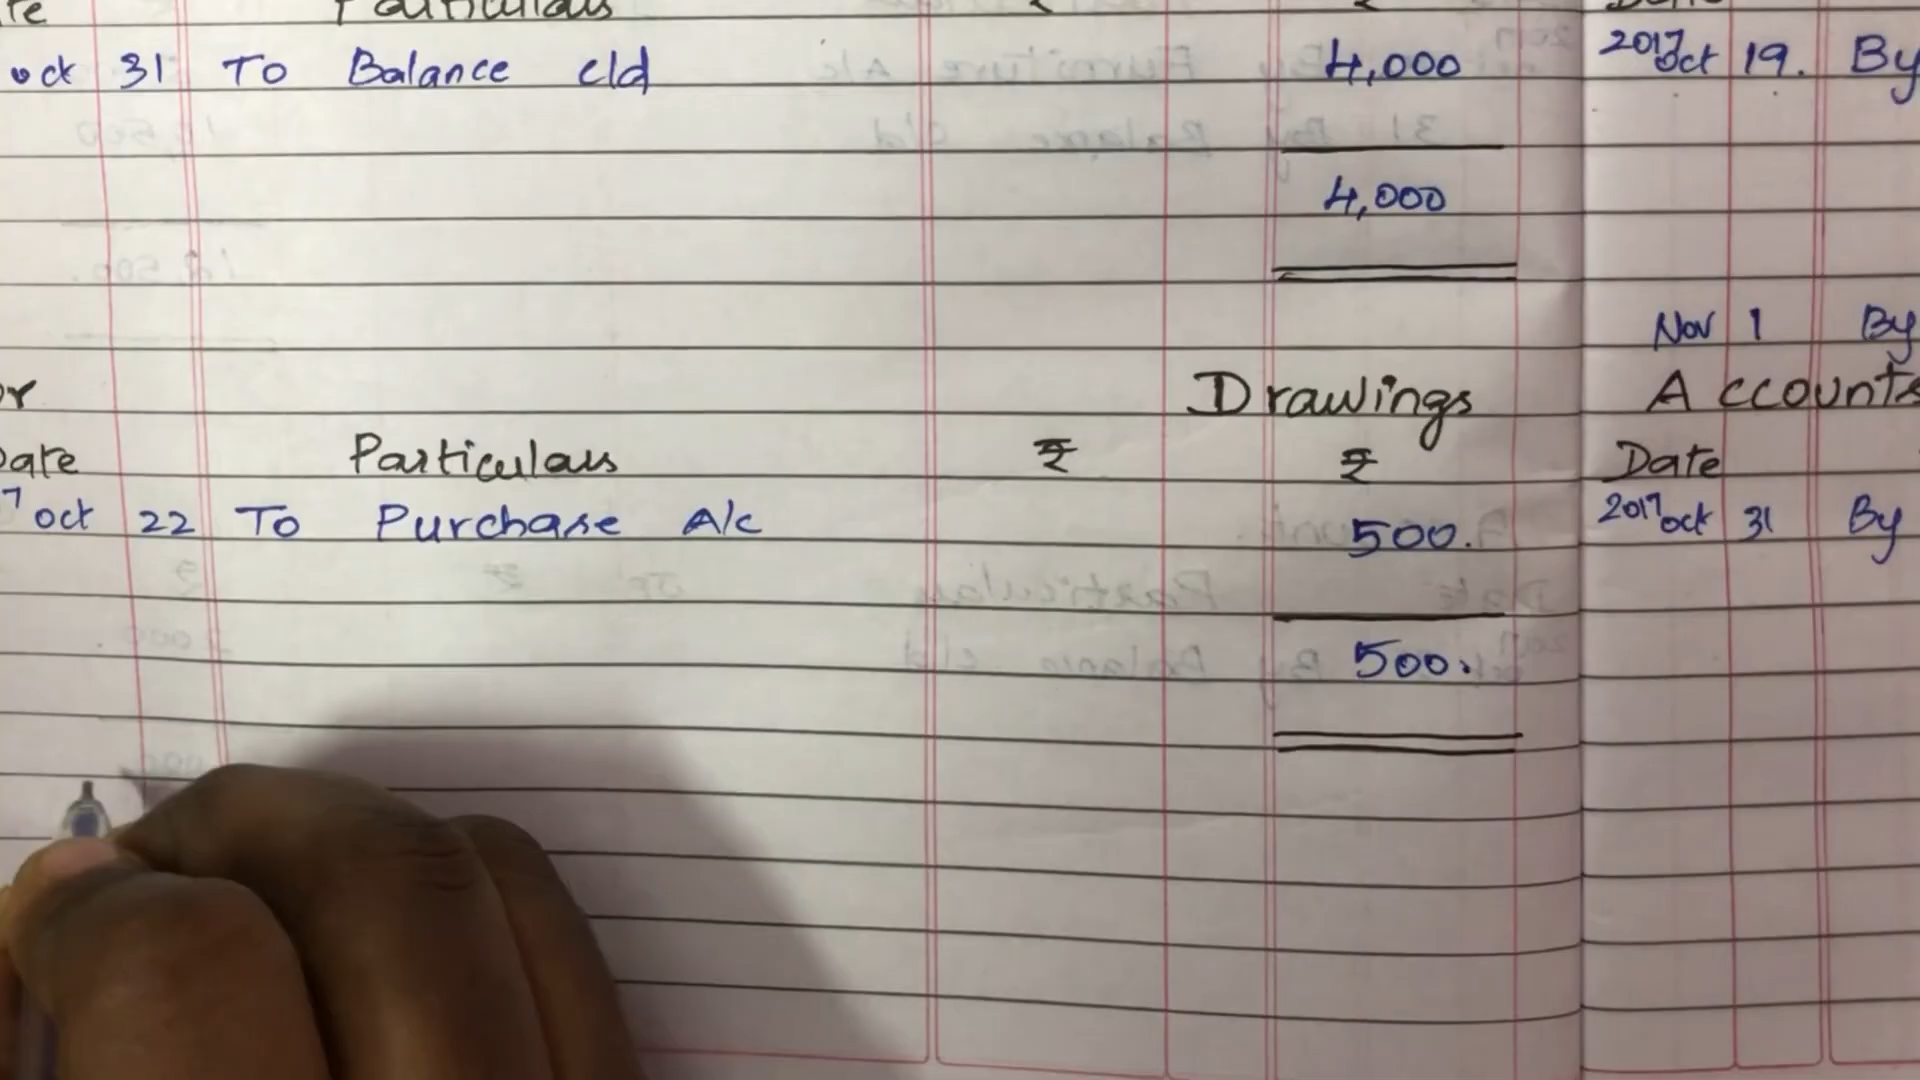 Particulars
oct 31 To Balance c/d 4,000 2017 oct 19. By
4,000
Nov 1 By
Drawings Accounts
Date Particulars ₹ ₹ Date
7 oct 22 To Purchase A/c 500. 2017 oct 31 By
500.